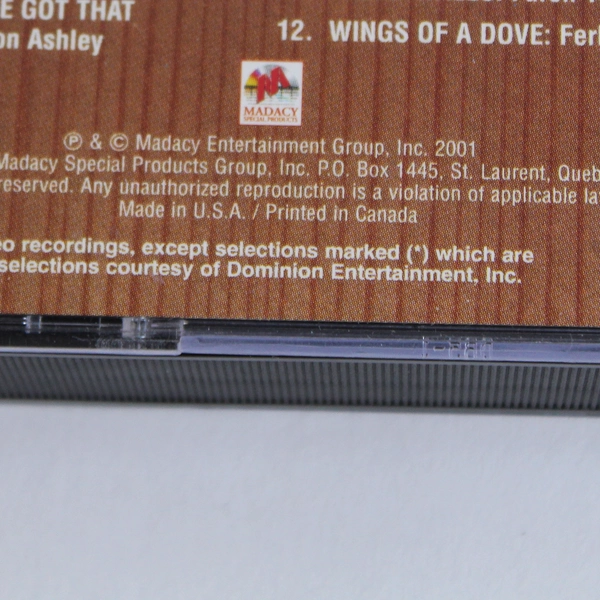 E GOT THAT
on Ashley
12. WINGS OF A DOVE: Ferl
MADACY
SPECIAL PRODUCTS
℗ & © Madacy Entertainment Group, Inc. 2001
Madacy Special Products Group, Inc. P.O. Box 1445, St. Laurent, Queb
reserved. Any unauthorized reproduction is a violation of applicable la
Made in U.S.A. / Printed in Canada
eo recordings, except selections marked (*) which are
selections courtesy of Dominion Entertainment, Inc.